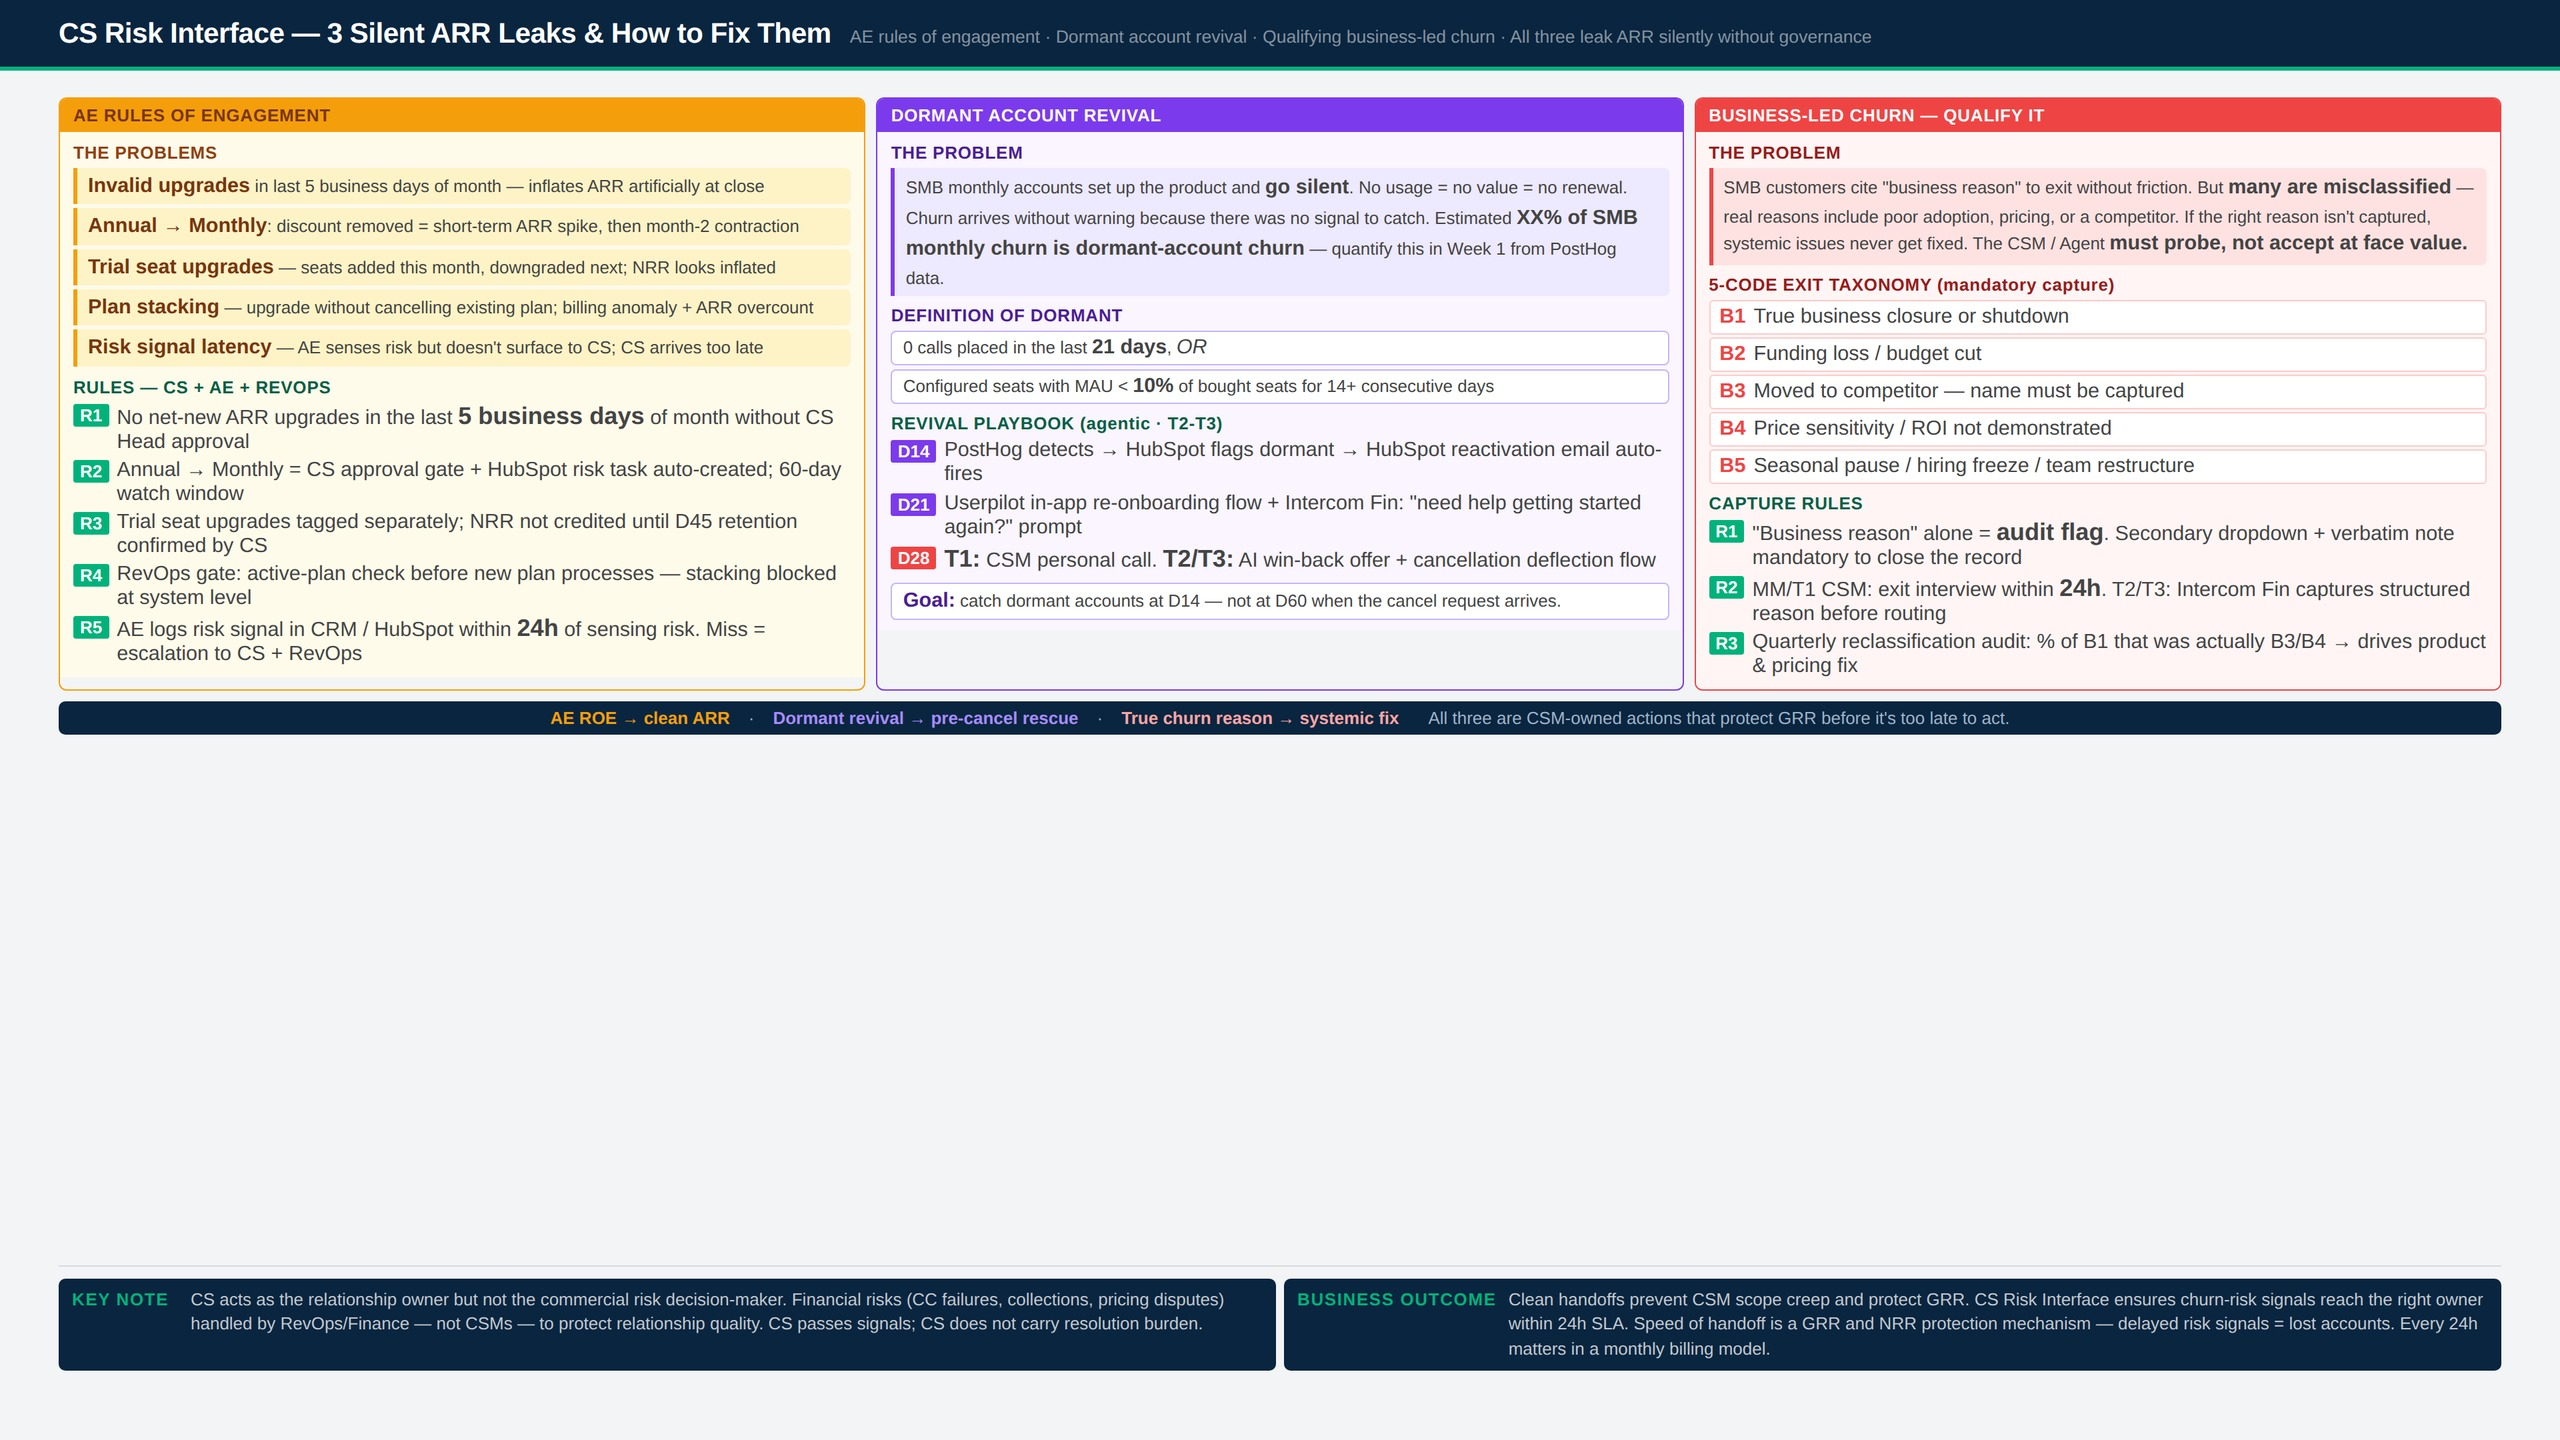 CS Risk Interface — 3 Silent ARR Leaks & How to Fix Them
AE rules of engagement · Dormant account revival · Qualifying business-led churn · All three leak ARR silently without governance
AE RULES OF ENGAGEMENT
THE PROBLEMS
Invalid upgrades in last 5 business days of month — inflates ARR artificially at close
Annual → Monthly: discount removed = short-term ARR spike, then month-2 contraction
Trial seat upgrades — seats added this month, downgraded next; NRR looks inflated
Plan stacking — upgrade without cancelling existing plan; billing anomaly + ARR overcount
Risk signal latency — AE senses risk but doesn't surface to CS; CS arrives too late
RULES — CS + AE + REVOPS
R1 No net-new ARR upgrades in the last 5 business days of month without CS
Head approval
R2 Annual → Monthly = CS approval gate + HubSpot risk task auto-created; 60-day
watch window
R3 Trial seat upgrades tagged separately; NRR not credited until D45 retention
confirmed by CS
R4 RevOps gate: active-plan check before new plan processes — stacking blocked
at system level
R5 AE logs risk signal in CRM / HubSpot within 24h of sensing risk. Miss =
escalation to CS + RevOps
DORMANT ACCOUNT REVIVAL
THE PROBLEM
SMB monthly accounts set up the product and go silent. No usage = no value = no renewal.
Churn arrives without warning because there was no signal to catch. Estimated XX% of SMB
monthly churn is dormant-account churn — quantify this in Week 1 from PostHog
data.
DEFINITION OF DORMANT
0 calls placed in the last 21 days, OR
Configured seats with MAU < 10% of bought seats for 14+ consecutive days
REVIVAL PLAYBOOK (agentic · T2-T3)
D14 PostHog detects → HubSpot flags dormant → HubSpot reactivation email auto-
fires
D21 Userpilot in-app re-onboarding flow + Intercom Fin: "need help getting started
again?" prompt
D28 T1: CSM personal call. T2/T3: AI win-back offer + cancellation deflection flow
Goal: catch dormant accounts at D14 — not at D60 when the cancel request arrives.
BUSINESS-LED CHURN — QUALIFY IT
THE PROBLEM
SMB customers cite "business reason" to exit without friction. But many are misclassified —
real reasons include poor adoption, pricing, or a competitor. If the right reason isn't captured,
systemic issues never get fixed. The CSM / Agent must probe, not accept at face value.
5-CODE EXIT TAXONOMY (mandatory capture)
B1 True business closure or shutdown
B2 Funding loss / budget cut
B3 Moved to competitor — name must be captured
B4 Price sensitivity / ROI not demonstrated
B5 Seasonal pause / hiring freeze / team restructure
CAPTURE RULES
R1 "Business reason" alone = audit flag. Secondary dropdown + verbatim note
mandatory to close the record
R2 MM/T1 CSM: exit interview within 24h. T2/T3: Intercom Fin captures structured
reason before routing
R3 Quarterly reclassification audit: % of B1 that was actually B3/B4 → drives product
& pricing fix
AE ROE → clean ARR · Dormant revival → pre-cancel rescue · True churn reason → systemic fix All three are CSM-owned actions that protect GRR before it's too late to act.
KEY NOTE CS acts as the relationship owner but not the commercial risk decision-maker. Financial risks (CC failures, collections, pricing disputes)
handled by RevOps/Finance — not CSMs — to protect relationship quality. CS passes signals; CS does not carry resolution burden.
BUSINESS OUTCOME Clean handoffs prevent CSM scope creep and protect GRR. CS Risk Interface ensures churn-risk signals reach the right owner
within 24h SLA. Speed of handoff is a GRR and NRR protection mechanism — delayed risk signals = lost accounts. Every 24h
matters in a monthly billing model.